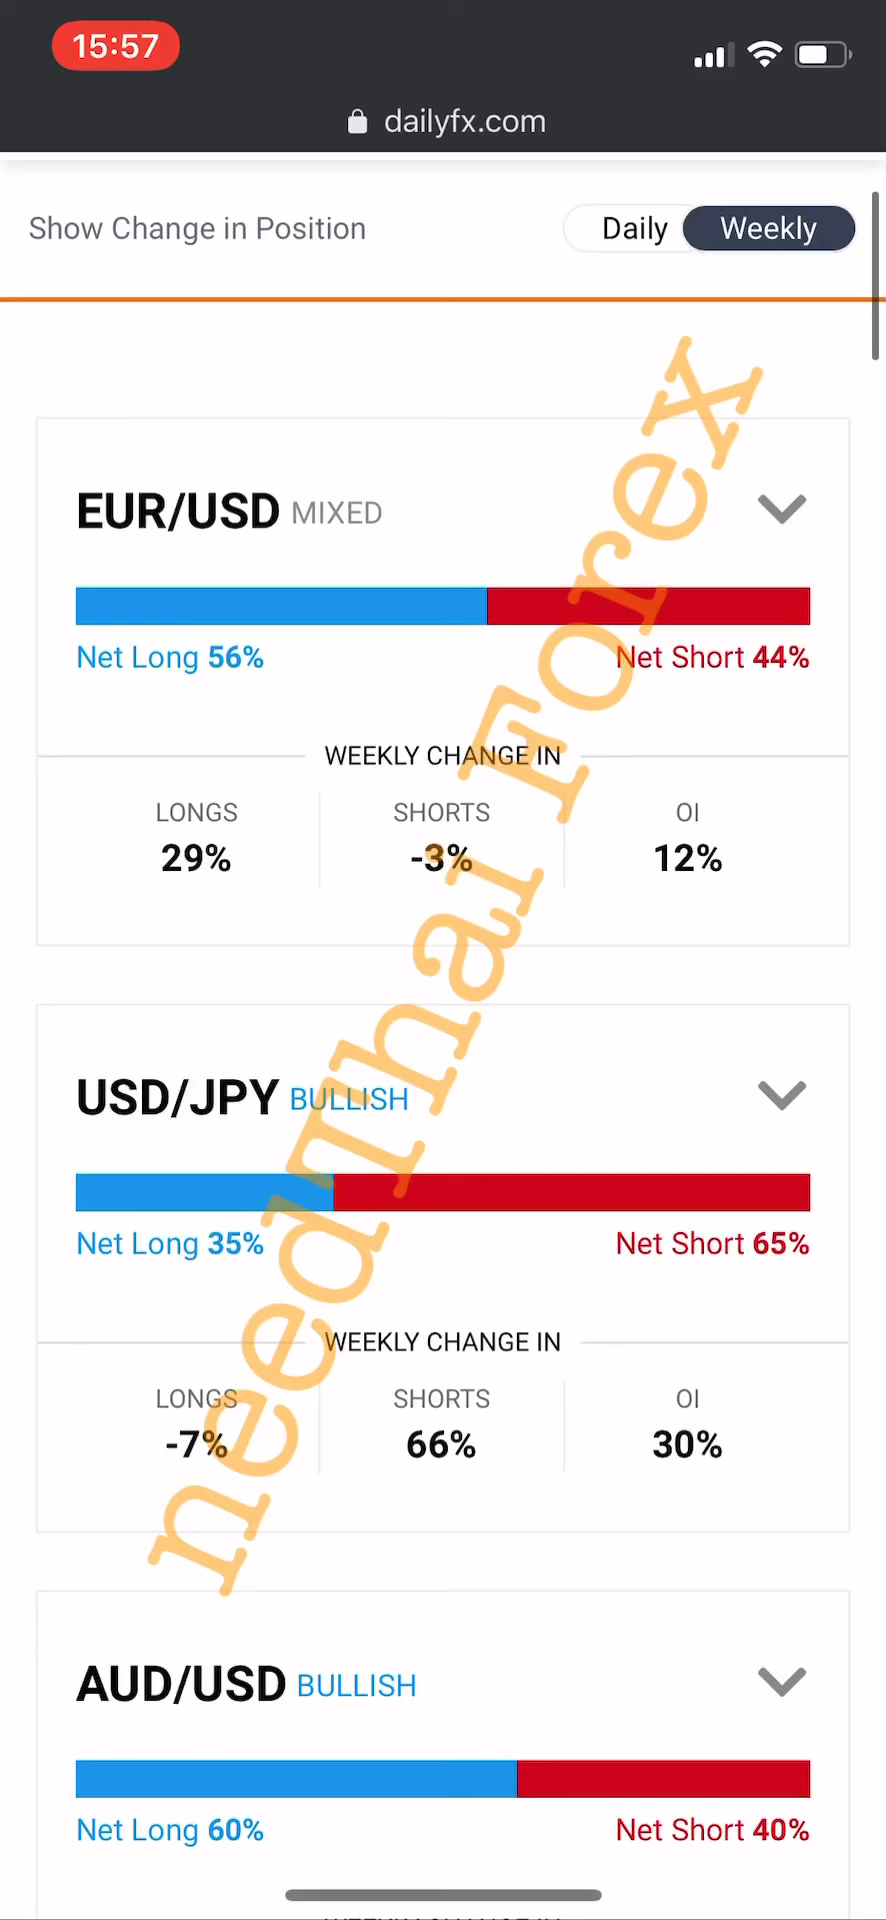 15:57
dailyfx.com
Show Change in Position Daily Weekly
EUR/USD MIXED
Net Long 56% Net Short 44%
WEEKLY CHANGE IN
LONGS SHORTS OI
29% -3% 12%
USD/JPY BULLISH
Net Long 35% Net Short 65%
WEEKLY CHANGE IN
LONGS SHORTS OI
-7% 66% 30%
AUD/USD BULLISH
Net Long 60% Net Short 40%
needThai Forex